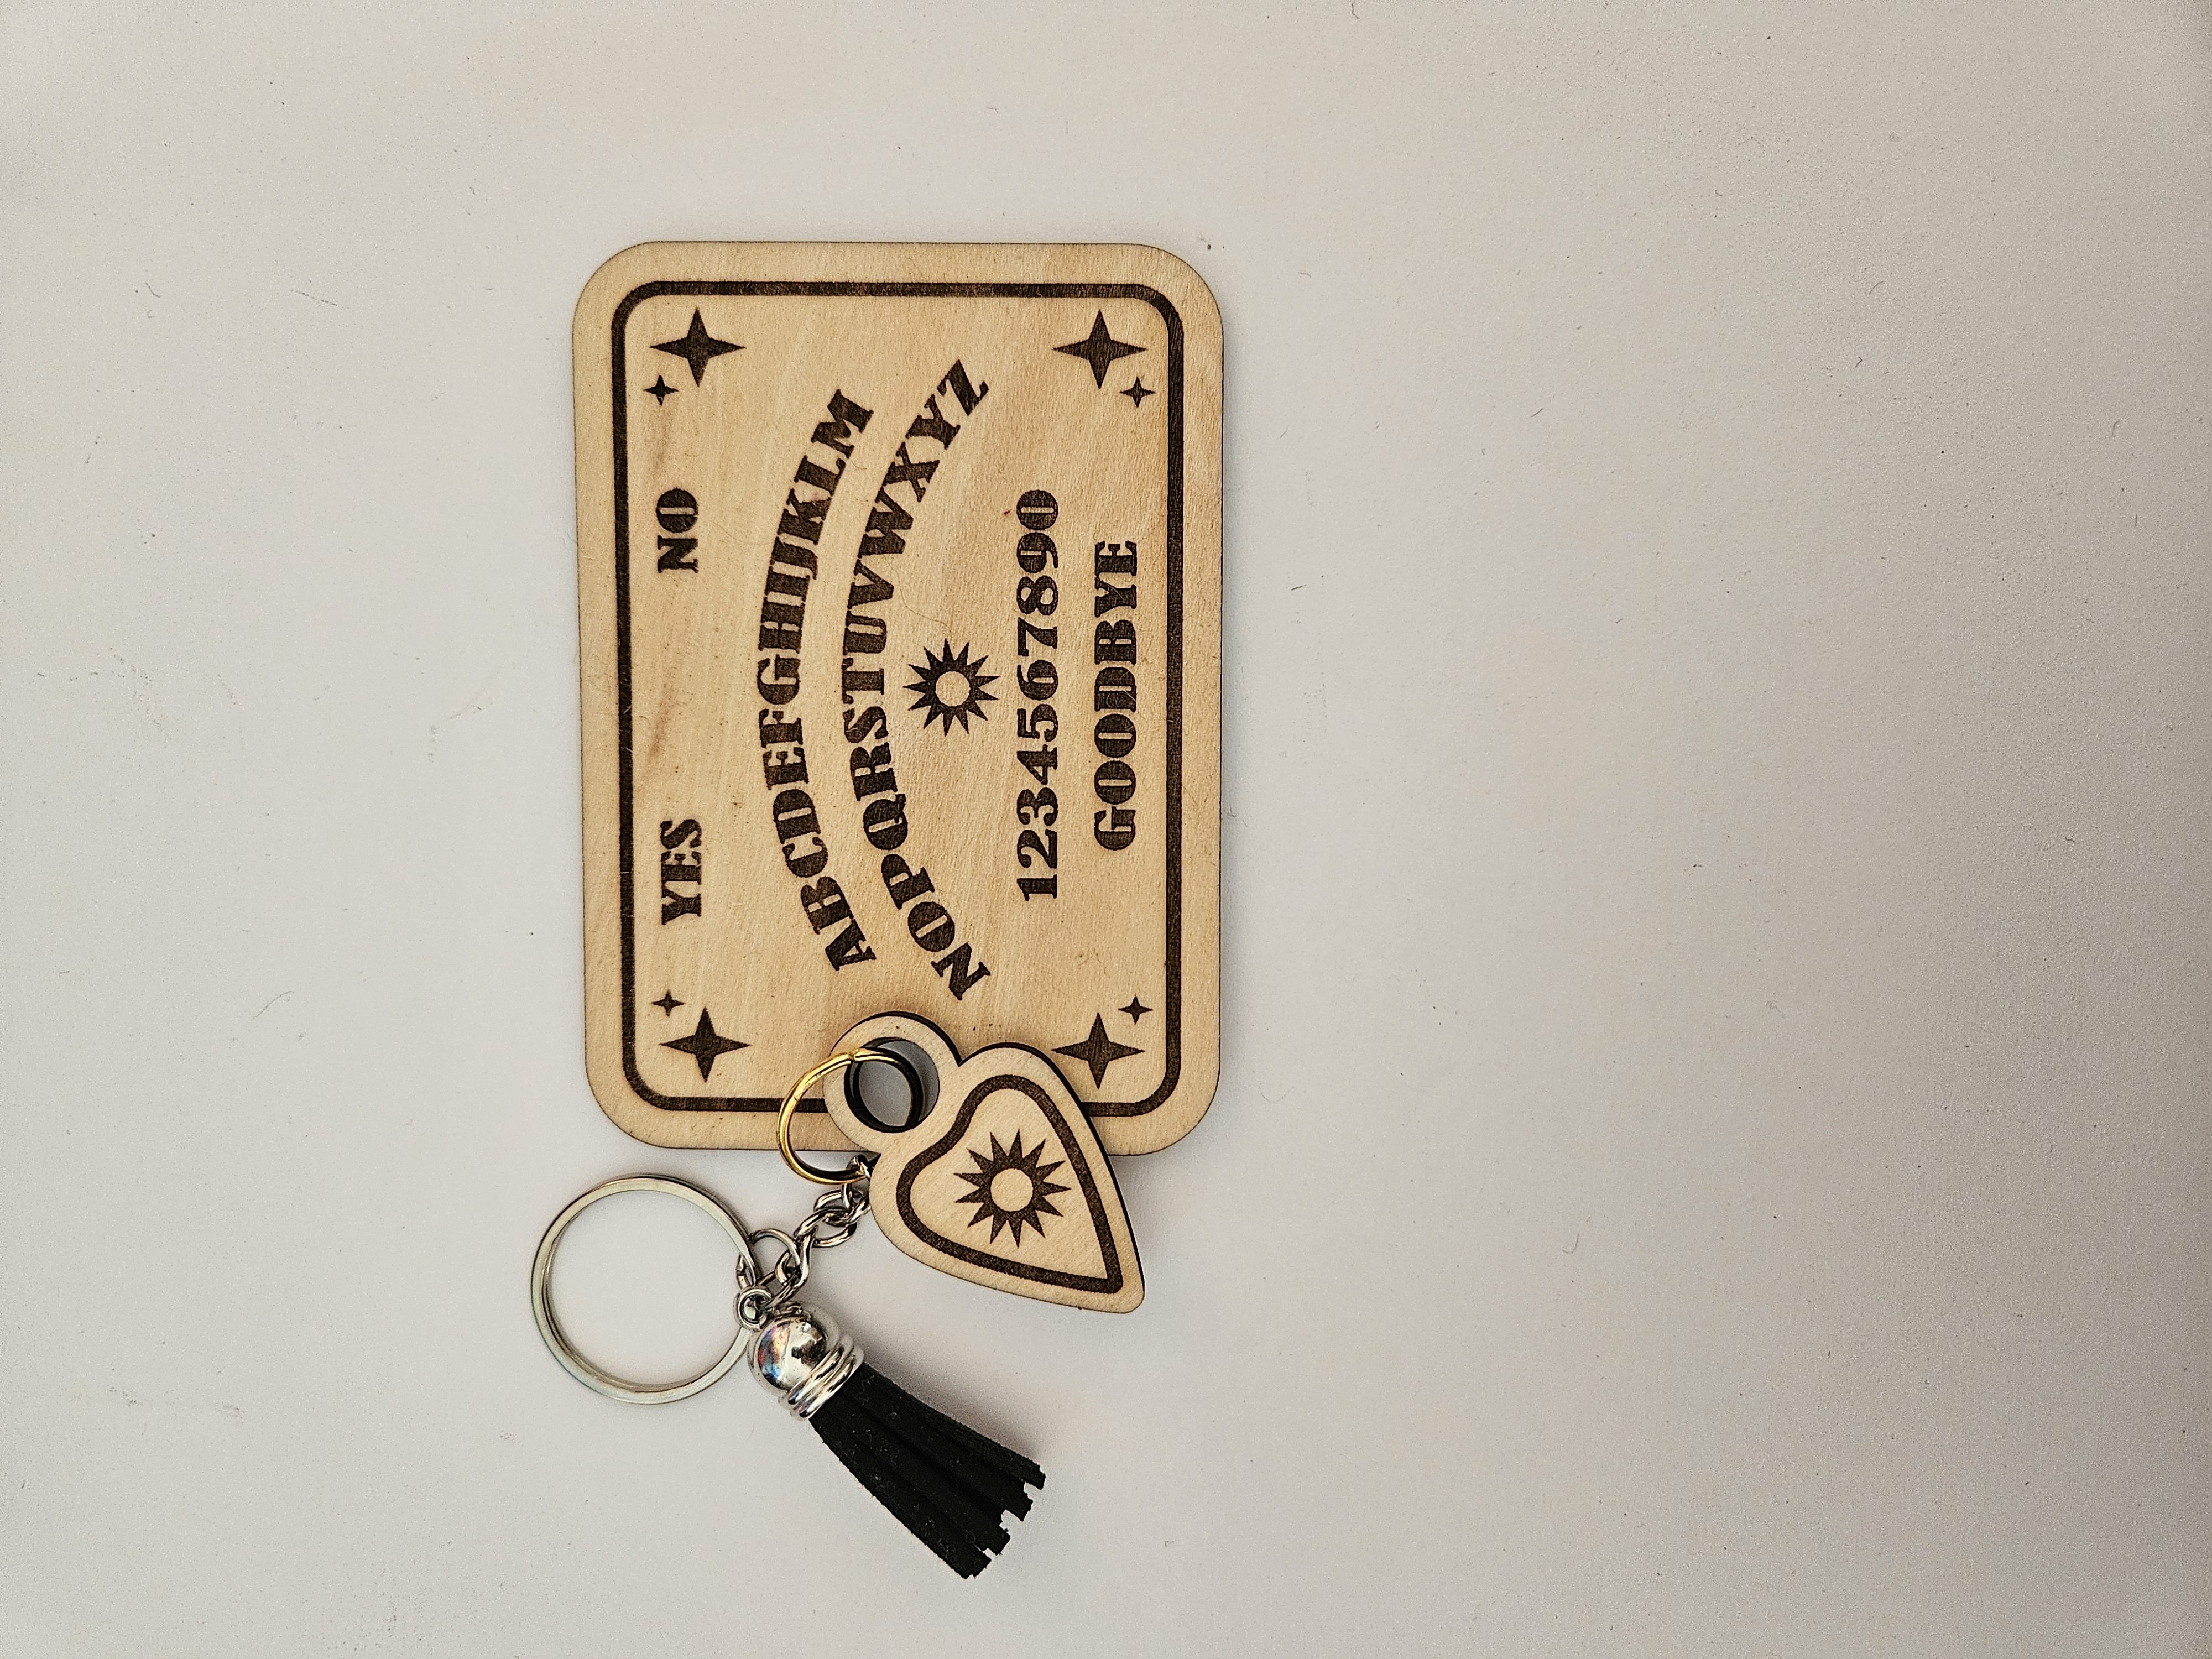 YES NO
ABCDEFGHIJKLM
NOPQRSTUVWXYZ
1234567890
GOODBYE